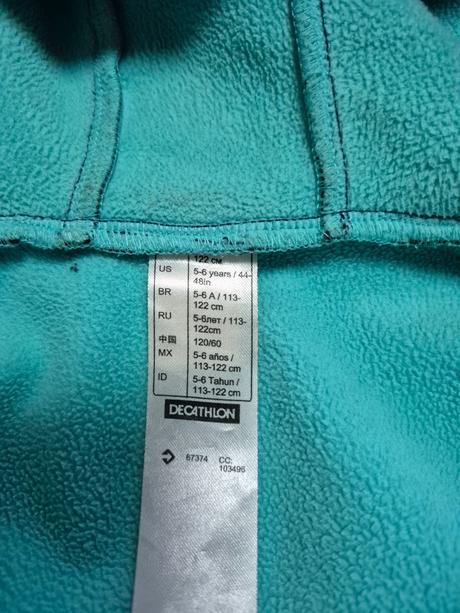 122 см
US 5-6 years / 44-
48in
BR 5-6 A / 113-
122 cm
RU 5-6лет / 113-
122cm
中国 120/60
MX 5-6 años /
113-122 cm
ID 5-6 Tahun /
113-122 cm
DECATHLON
67374 CC:
103496